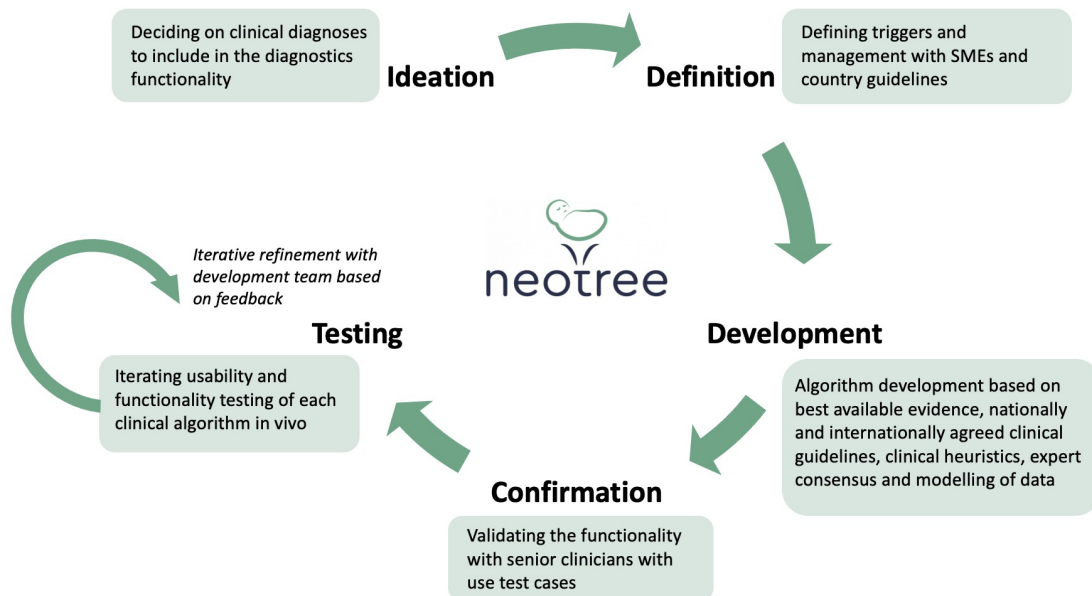 Deciding on clinical diagnoses
to include in the diagnostics
functionality
Ideation
Definition
Defining triggers and
management with SMEs and
country guidelines
Iterative refinement with
development team based
on feedback
neotree
Testing
Development
Iterating usability and
functionality testing of each
clinical algorithm in vivo
Algorithm development based on
best available evidence, nationally
and internationally agreed clinical
guidelines, clinical heuristics, expert
consensus and modelling of data
Confirmation
Validating the functionality
with senior clinicians with
use test cases